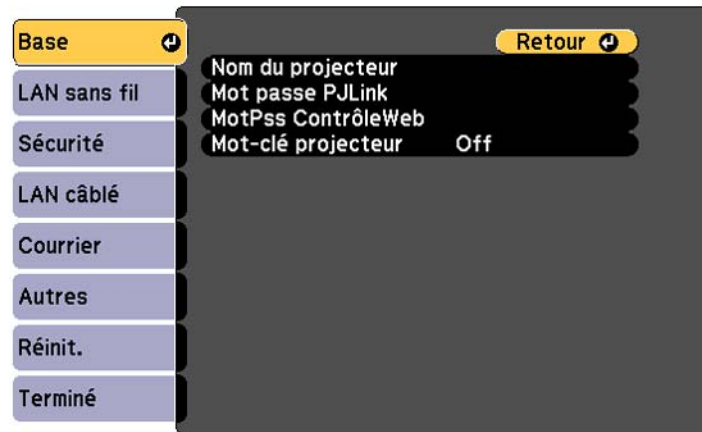 Base
LAN sans fil
Sécurité
LAN câblé
Courrier
Autres
Réinit.
Terminé
Retour
Nom du projecteur
Mot passe PJLink
MotPss ContrôleWeb
Mot-clé projecteur Off